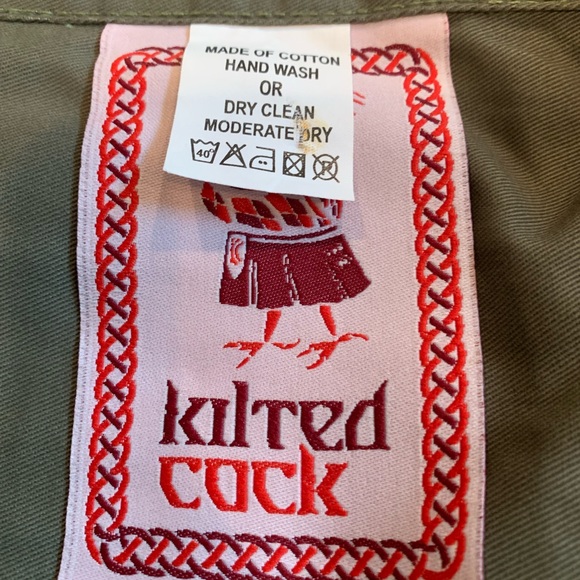 MADE OF COTTON
HAND WASH
OR
DRY CLEAN
MODERATE DRY
40°
P
KILTED
COCK